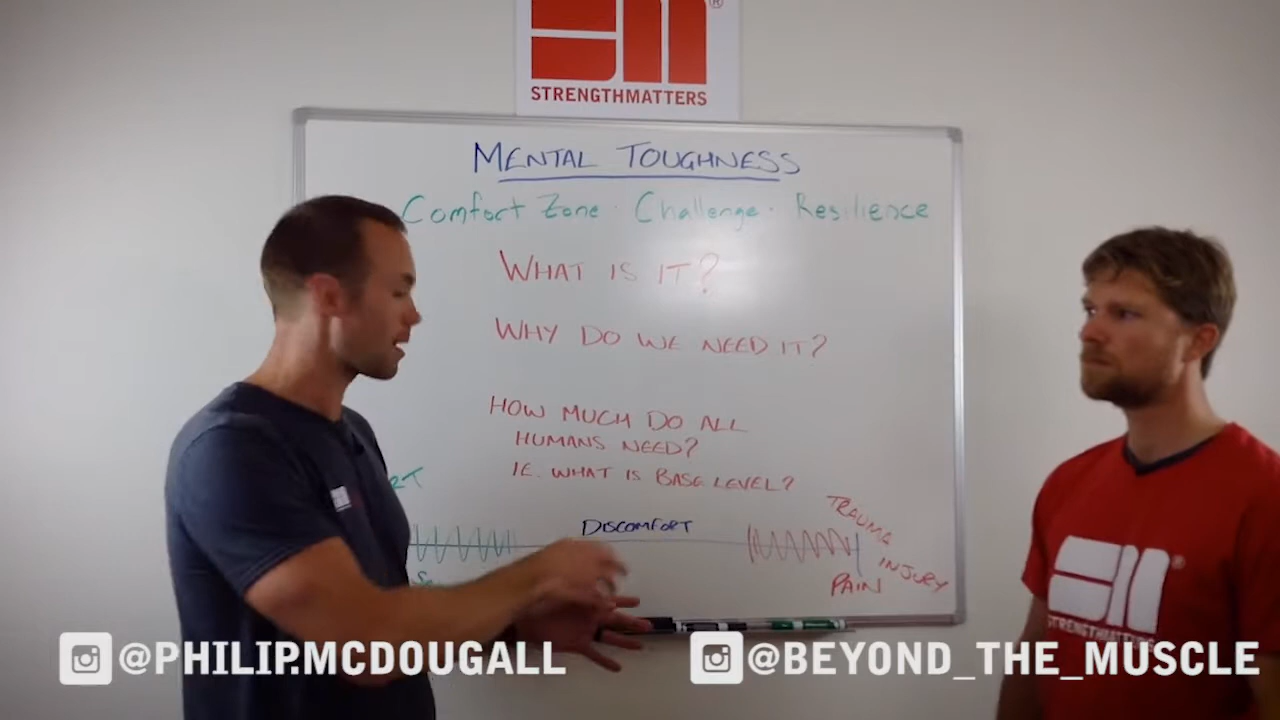 ®
STRENGTHMATTERS
MENTAL TOUGHNESS
Comfort Zone · Challenge · Resilience
WHAT IS IT?
WHY DO WE NEED IT?
HOW MUCH DO ALL
HUMANS NEED?
IE. WHAT IS BASE LEVEL?
DISCOMFORT
TRAUMA
INJURY
PAIN
STRENGTHMATTERS
@PHILIP.MCDOUGALL
@BEYOND_THE_MUSCLE